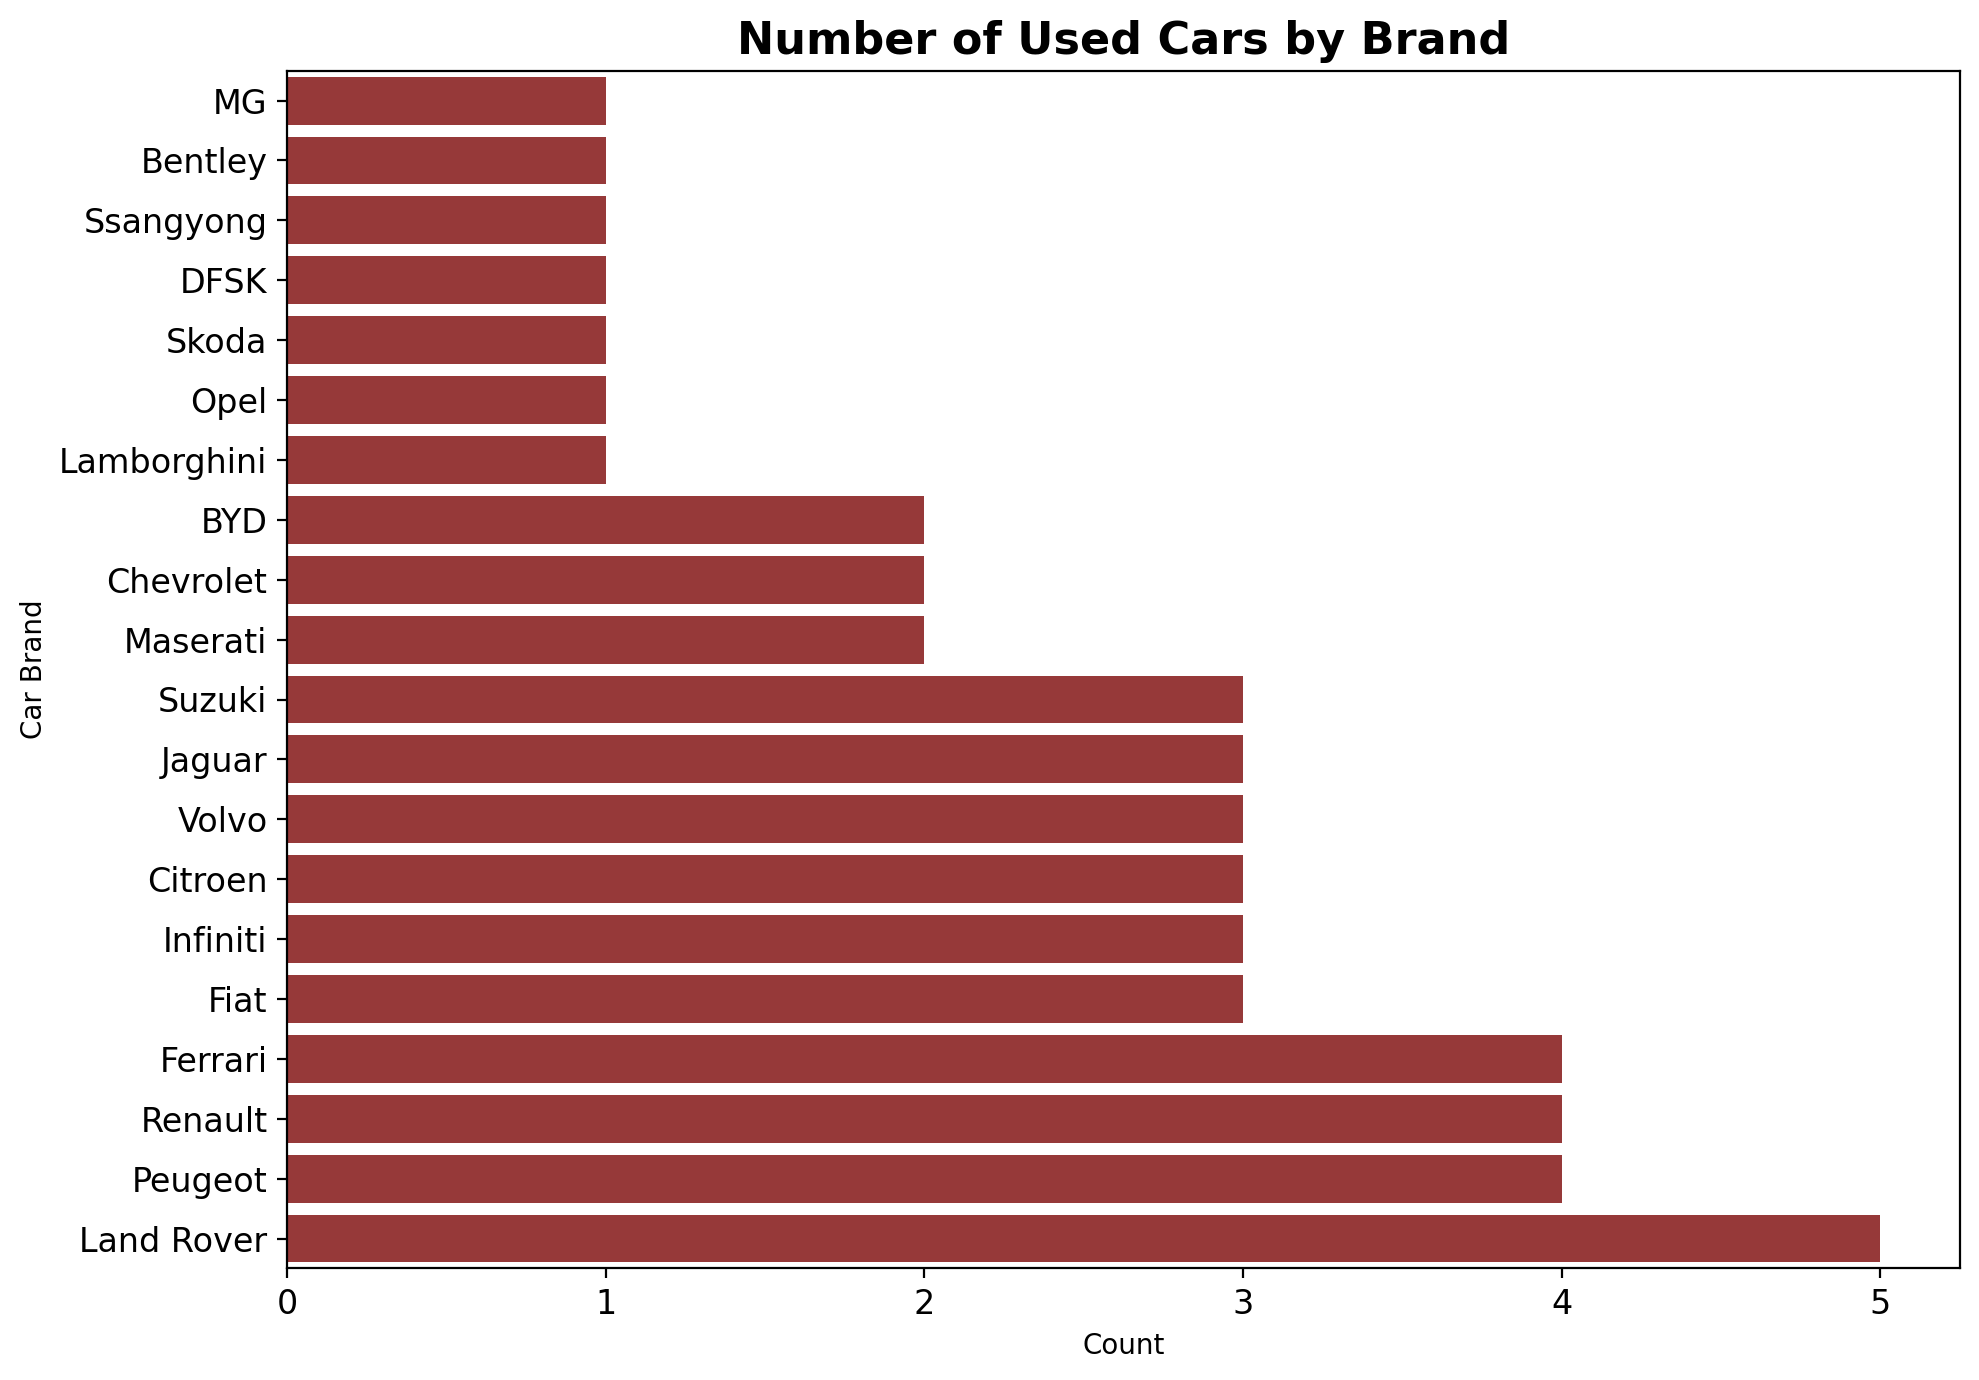 Number of Used Cars by Brand
MG
Bentley
Ssangyong
DFSK
Skoda
Opel
Lamborghini
BYD
Chevrolet
Maserati
Suzuki
Jaguar
Volvo
Citroen
Infiniti
Fiat
Ferrari
Renault
Peugeot
Land Rover
Car Brand
0 1 2 3 4 5
Count